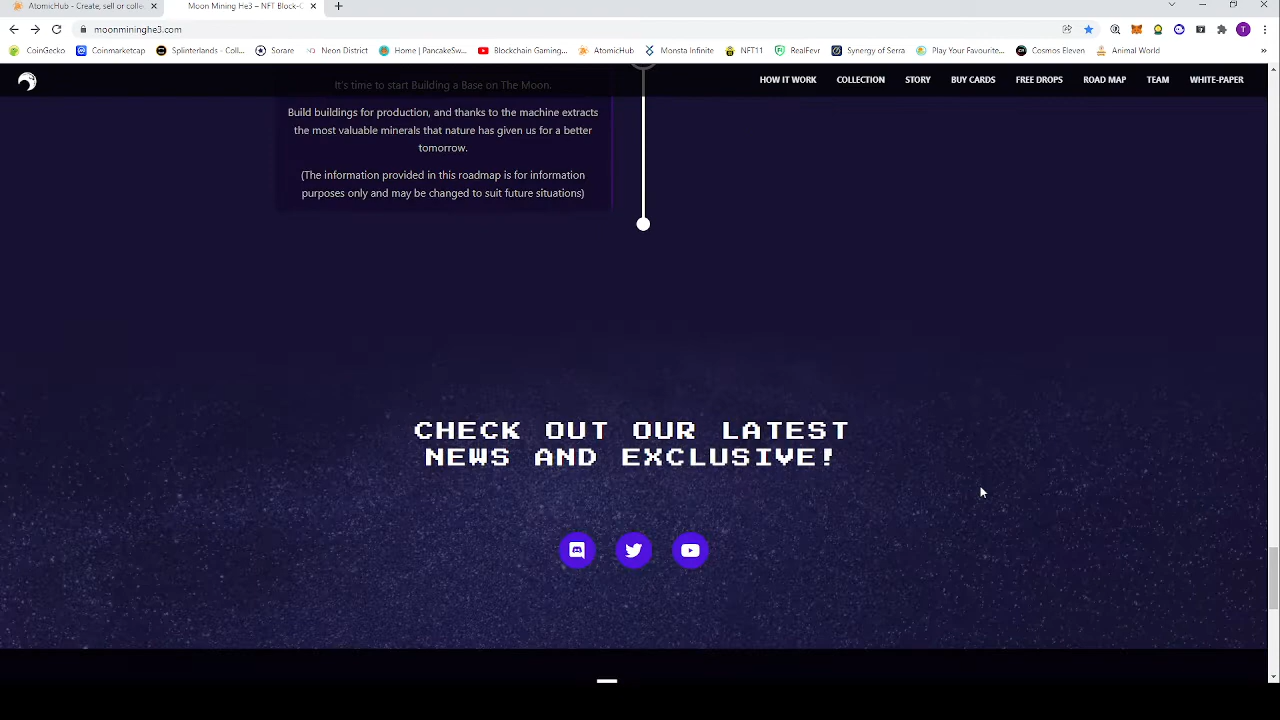 AtomicHub - Create, sell or colle
Moon Mining He3 – NFT Block-C
moonmininghe3.com
T
CoinGecko
Coinmarketcap
Splinterlands - Coll...
Sorare
Neon District
Home | PancakeSw...
Blockchain Gaming...
AtomicHub
Monsta Infinite
NFT11
RealFevr
Synergy of Serra
Play Your Favourite...
Cosmos Eleven
Animal World
HOW IT WORK
COLLECTION
STORY
BUY CARDS
FREE DROPS
ROAD MAP
TEAM
WHITE-PAPER
It's time to start Building a Base on The Moon.
Build buildings for production, and thanks to the machine extracts
the most valuable minerals that nature has given us for a better
tomorrow.
(The information provided in this roadmap is for information
purposes only and may be changed to suit future situations)
CHECK OUT OUR LATEST
NEWS AND EXCLUSIVE!